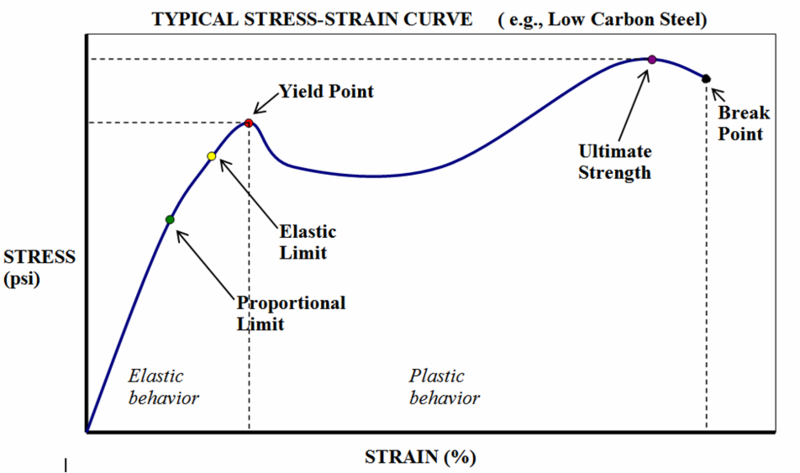 TYPICAL STRESS-STRAIN CURVE ( e.g., Low Carbon Steel)
Yield Point
Break
Point
Ultimate
Strength
Elastic
Limit
STRESS
(psi)
Proportional
Limit
Elastic
behavior
Plastic
behavior
STRAIN (%)